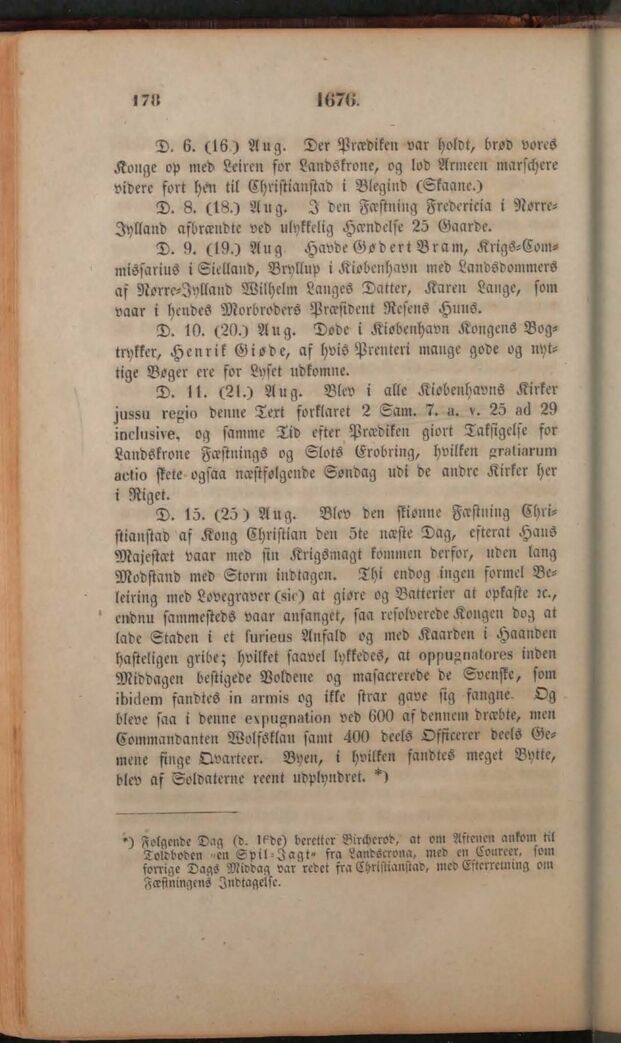 178 1676.
D. 6. (16.) Aug. Der Prædiken var holdt, brød vores
Konge op med Leiren for Landskrone, og lod Armeen marschere
videre fort hen til Christianstad i Blegind (Skaane.)
D. 8. (18.) Aug. I den Fæstning Fredericia i Nørre-
Jylland afbrændte ved ulykkelig Hændelse 25 Gaarde.
D. 9. (19.) Aug Havde Gødert Bram, Krigs-Com-
missarius i Sielland, Bryllup i Kiøbenhavn med Landsdommers
af Nørre-Jylland Wilhelm Langes Datter, Karen Lange, som
vaar i hendes Morbroders Præsident Resens Huus.
D. 10. (20.) Aug. Døde i Kiøbenhavn Kongens Bog-
trykker, Henrik Giøde, af hvis Prenteri mange gode og nyt-
tige Bøger ere for Lyset udkomne.
D. 11. (21.) Aug. Blev i alle Kiøbenhavns Kirker
jussu regio denne Text forklaret 2 Sam. 7. a. v. 25 ad 29
inclusive, og samme Tid efter Prædiken giort Taksigelse for
Landskrone Fæstnings og Slots Erobring, hvilken gratiarum
actio skete ogsaa næstfølgende Søndag udi de andre Kirker her
i Riget.
D. 15. (25) Aug. Blev den skiønne Fæstning Chri-
stianstad af Kong Christian den 5te næste Dag, efterat Hans
Majestæt vaar med sin Krigsmagt kommen derfor, uden lang
Modstand med Storm indtagen. Thi endog ingen formel Be-
leiring med Løvegraver (sic) at giøre og Batterier at opkaste ꝛc.,
endnu sammesteds vaar anfanget, saa resolverede Kongen dog at
lade Staden i et furieus Anfald og med Kaarden i Haanden
hasteligen gribe; hvilket saavel lykkedes, at oppugnatores inden
Middagen bestigede Voldene og masacrerede de Svenske, som
ibidem fandtes in armis og ikke strax gave sig fangne. Og
bleve saa i denne expugnation ved 600 af dennem dræbte, men
Commandanten Wolfsklau samt 400 deels Officerer deels Ge-
mene finge Qvarteer. Byen, i hvilken fandtes meget Bytte,
blev af Soldaterne reent udplyndret. *)
*) Følgende Dag (d. 16de) beretter Bircherod, at om Aftenen ankom til
Toldboden "en Spil-Jagt" fra Landscrona, med en Coureer, som
forrige Dags Middag var redet fra Christianstad, med Efterretning om
Fæstningens Indtagelse.